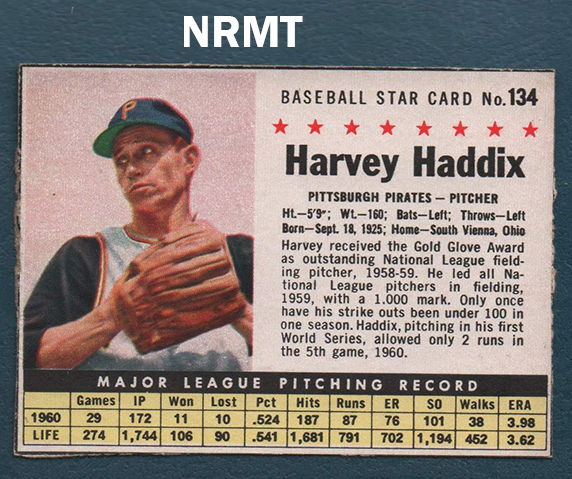 NRMT
P
BASEBALL STAR CARD No.134
Harvey Haddix
PITTSBURGH PIRATES — PITCHER
Ht.—5'9"; Wt.—160; Bats—Left; Throws—Left
Born—Sept. 18, 1925; Home—South Vienna, Ohio
Harvey received the Gold Glove Award
as outstanding National League field-
ing pitcher, 1958-59. He led all Na-
tional League pitchers in fielding,
1959, with a 1.000 mark. Only once
have his strike outs been under 100 in
one season. Haddix, pitching in his first
World Series, allowed only 2 runs in
the 5th game, 1960.
MAJOR LEAGUE PITCHING RECORD
Games IP Won Lost Pct Hits Runs ER SO Walks ERA
1960 29 172 11 10 .524 187 87 76 101 38 3.98
LIFE 274 1,744 106 90 .541 1,681 791 702 1,194 452 3.62